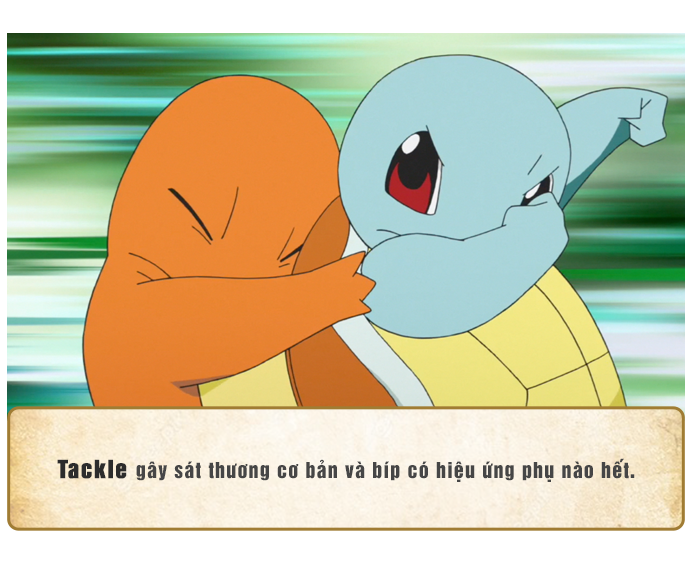 Tackle gây sát thương cơ bản và bíp có hiệu ứng phụ nào hết.